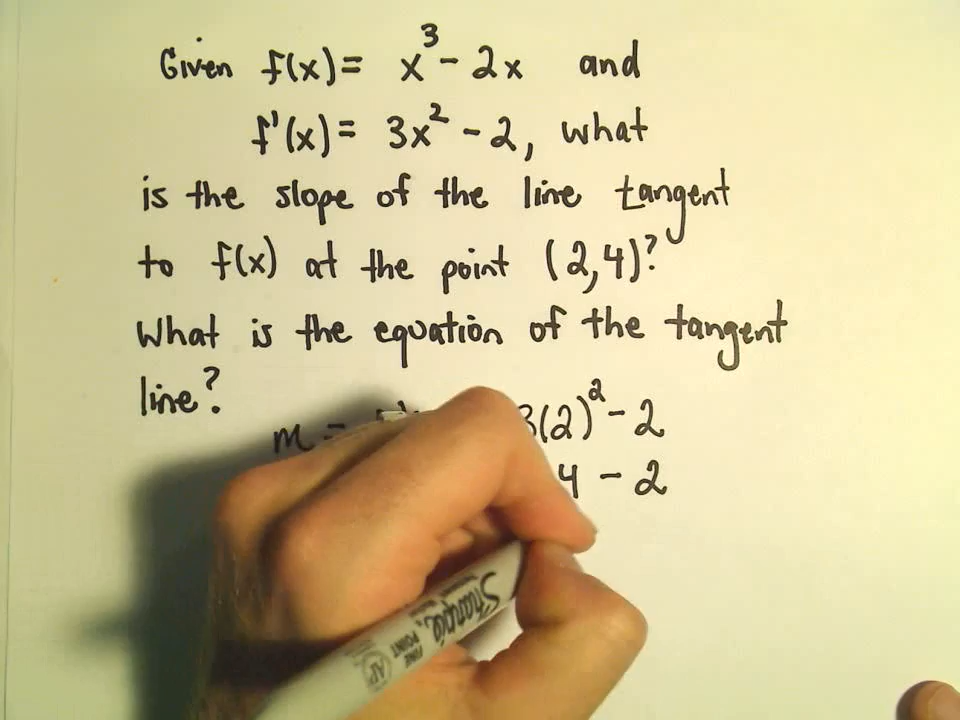 Given f(x) = x³ - 2x and
f'(x) = 3x² - 2, what
is the slope of the line tangent
to f(x) at the point (2,4)?
What is the equation of the tangent
line?
m = 3(2)² - 2
4 - 2
Sharpie
FINE
POINT
AP